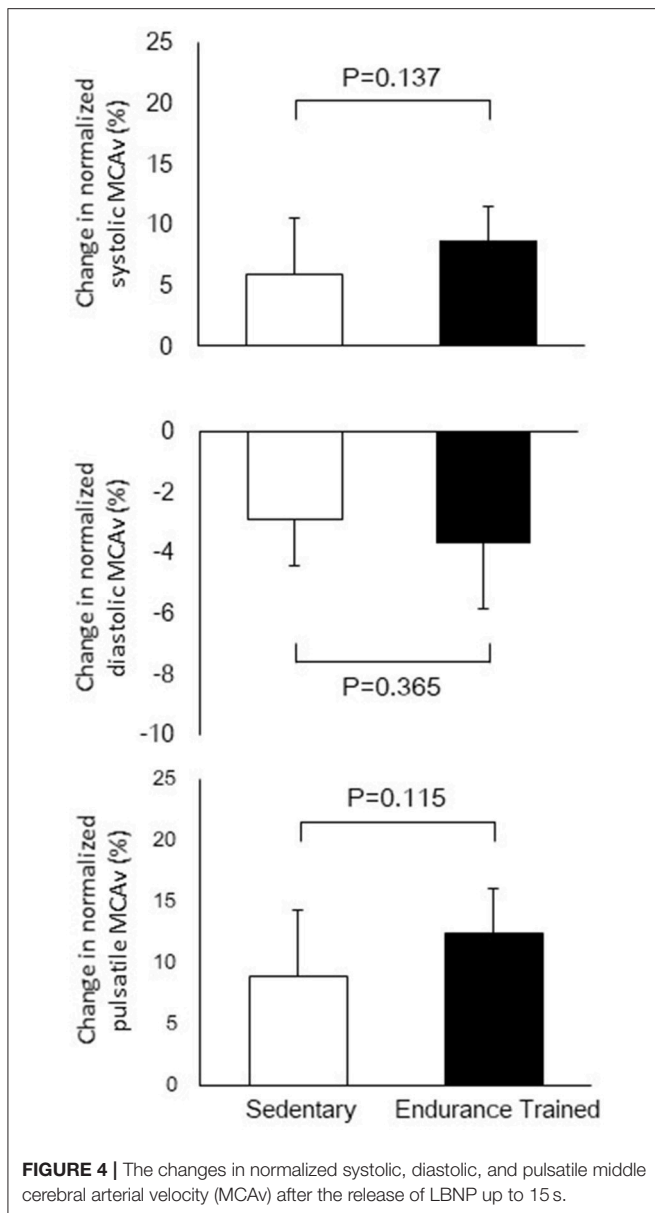 25
P=0.137
20
15
10
5
0
Change in normalized
systolic MCAv (%)
0
-2
-4
-6
-8
-10
P=0.365
Change in normalized
diastolic MCAv (%)
25
P=0.115
20
15
10
5
0
Change in normalized
pulsatile MCAv (%)
Sedentary Endurance Trained
FIGURE 4 | The changes in normalized systolic, diastolic, and pulsatile middle
cerebral arterial velocity (MCAv) after the release of LBNP up to 15 s.